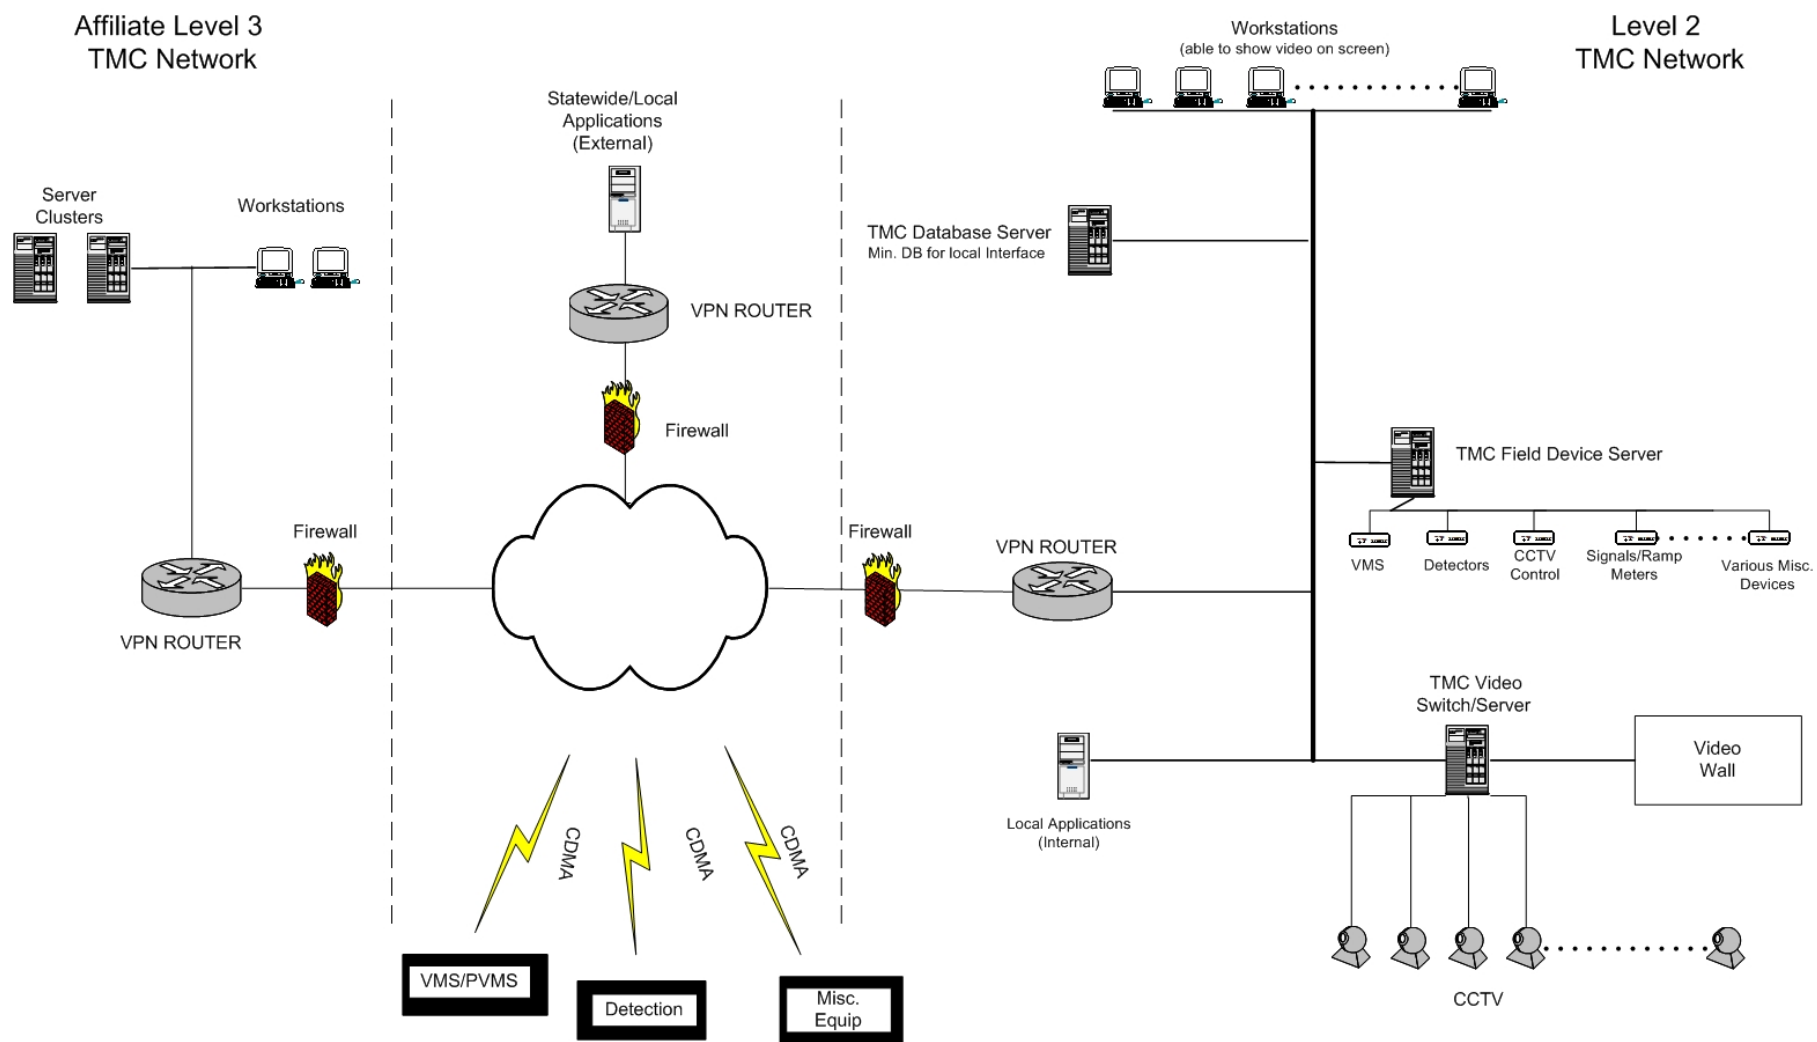 Affiliate Level 3
TMC Network
Level 2
TMC Network
Workstations
(able to show video on screen)
Statewide/Local
Applications
(External)
Server
Clusters
Workstations
TMC Database Server
Min. DB for local Interface
VPN ROUTER
Firewall
TMC Field Device Server
VMS
Detectors
CCTV
Control
Signals/Ramp
Meters
Various Misc.
Devices
Firewall
VPN ROUTER
Firewall
VPN ROUTER
TMC Video
Switch/Server
Video
Wall
Local Applications
(Internal)
CDMA
CDMA
CDMA
VMS/PVMS
Detection
Misc.
Equip
CCTV